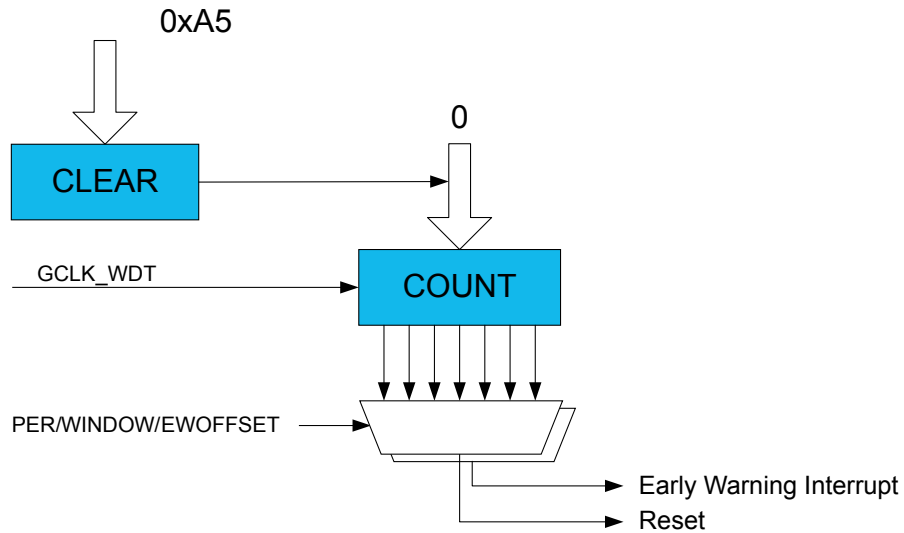 0xA5
0
CLEAR
GCLK_WDT
COUNT
PER/WINDOW/EWOFFSET
Early Warning Interrupt
Reset